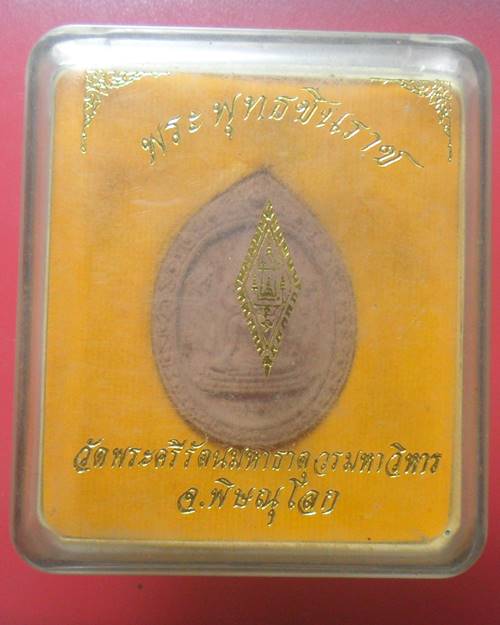 พระพุทธชินราช
วัดพระศรีรัตนมหาธาตุวรมหาวิหาร
จ.พิษณุโลก